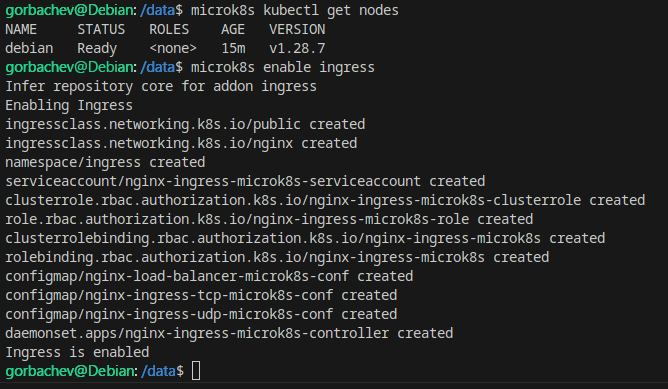 gorbachev@Debian:/data$ microk8s kubectl get nodes
NAME     STATUS   ROLES    AGE   VERSION
debian   Ready    <none>   15m   v1.28.7
gorbachev@Debian:/data$ microk8s enable ingress
Infer repository core for addon ingress
Enabling Ingress
ingressclass.networking.k8s.io/public created
ingressclass.networking.k8s.io/nginx created
namespace/ingress created
serviceaccount/nginx-ingress-microk8s-serviceaccount created
clusterrole.rbac.authorization.k8s.io/nginx-ingress-microk8s-clusterrole created
role.rbac.authorization.k8s.io/nginx-ingress-microk8s-role created
clusterrolebinding.rbac.authorization.k8s.io/nginx-ingress-microk8s created
rolebinding.rbac.authorization.k8s.io/nginx-ingress-microk8s created
configmap/nginx-load-balancer-microk8s-conf created
configmap/nginx-ingress-tcp-microk8s-conf created
configmap/nginx-ingress-udp-microk8s-conf created
daemonset.apps/nginx-ingress-microk8s-controller created
Ingress is enabled
gorbachev@Debian:/data$